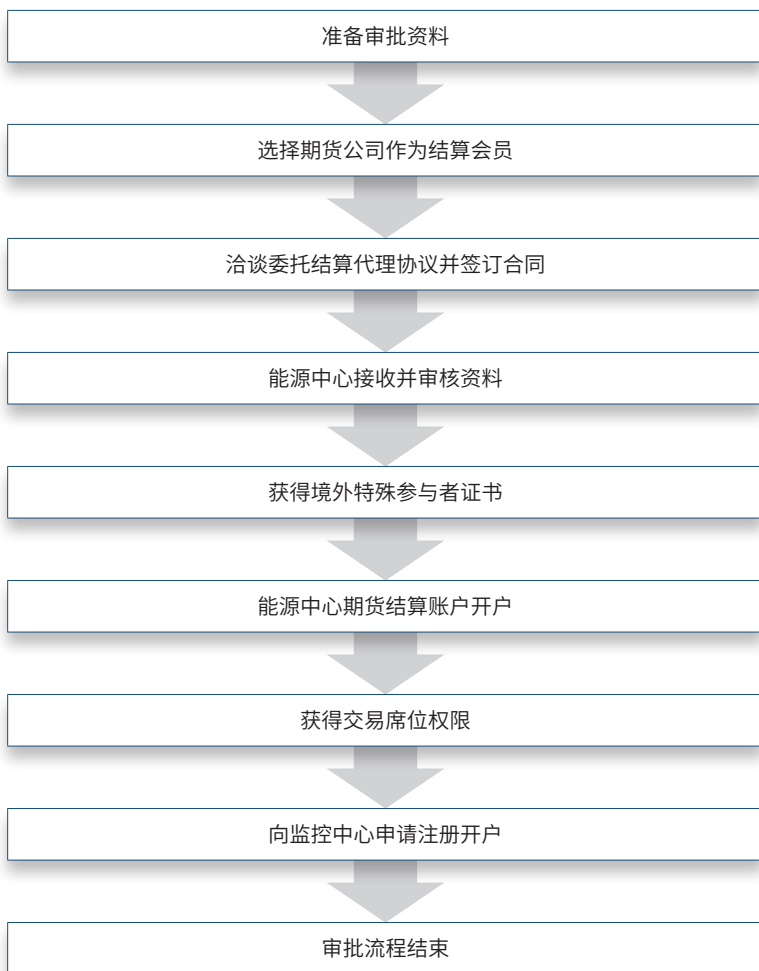 准备审批资料
选择期货公司作为结算会员
洽谈委托结算代理协议并签订合同
能源中心接收并审核资料
获得境外特殊参与者证书
能源中心期货结算账户开户
获得交易席位权限
向监控中心申请注册开户
审批流程结束